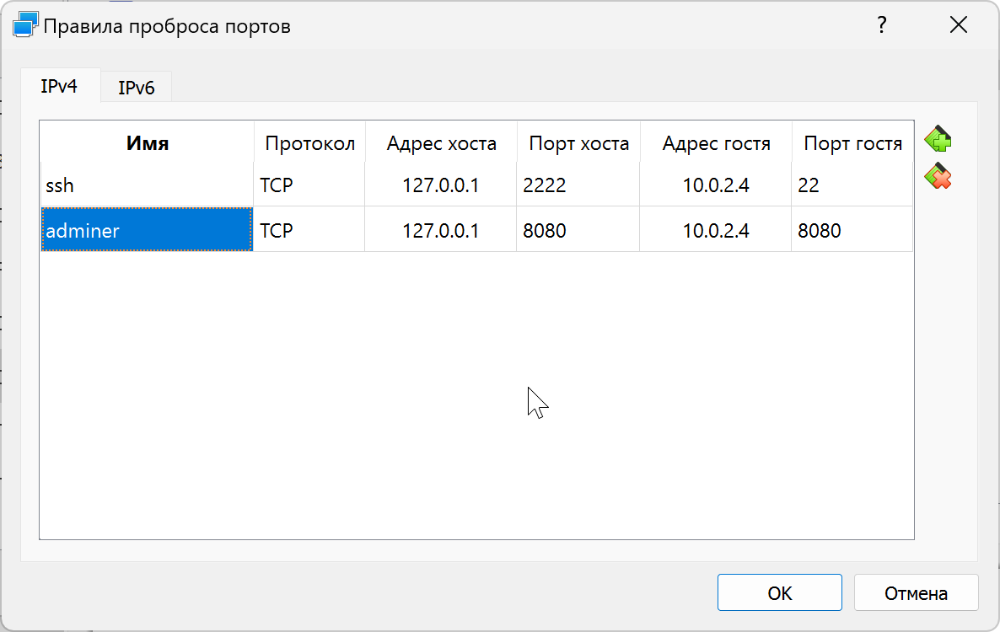 Правила проброса портов ?
IPv4 IPv6
Имя Протокол Адрес хоста Порт хоста Адрес гостя Порт гостя
ssh TCP 127.0.0.1 2222 10.0.2.4 22
adminer TCP 127.0.0.1 8080 10.0.2.4 8080
OK Отмена